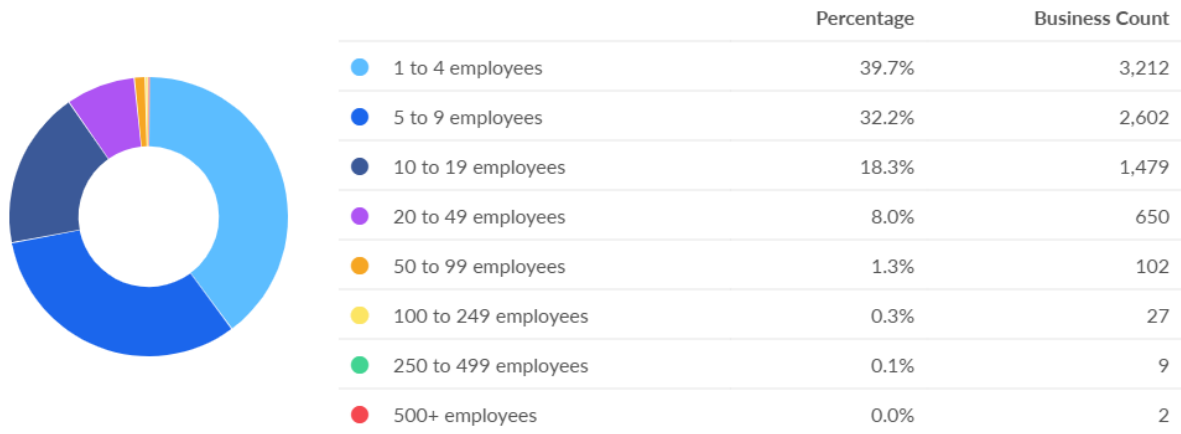 Percentage Business Count
1 to 4 employees 39.7% 3,212
5 to 9 employees 32.2% 2,602
10 to 19 employees 18.3% 1,479
20 to 49 employees 8.0% 650
50 to 99 employees 1.3% 102
100 to 249 employees 0.3% 27
250 to 499 employees 0.1% 9
500+ employees 0.0% 2